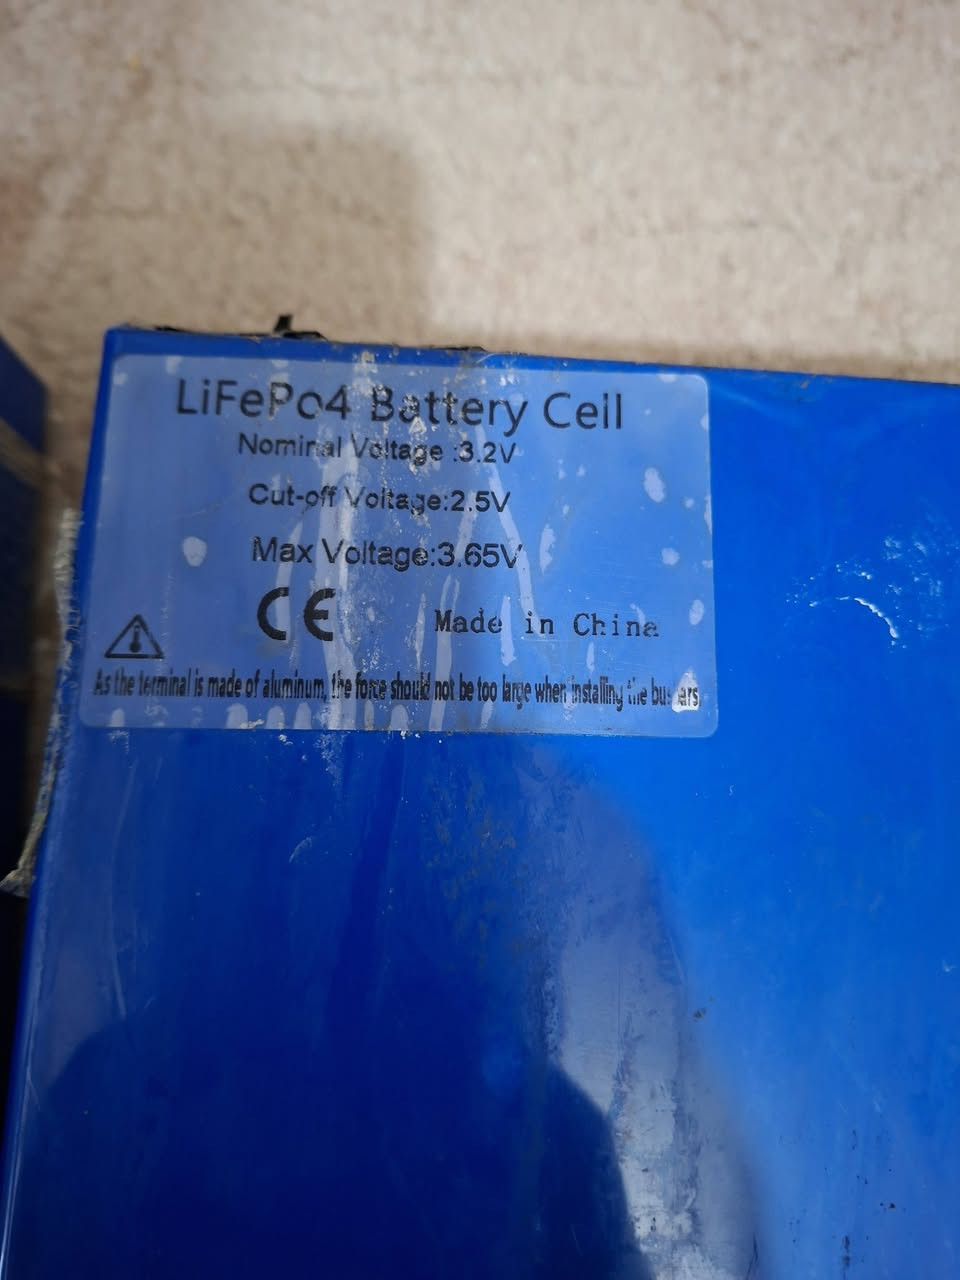 LiFePo4 Battery Cell
Nominal Voltage :3.2V
Cut-off Voltage:2.5V
Max Voltage:3.65V
CE
Made in China
As the terminal is made of aluminum, the force should not be too large when installing the